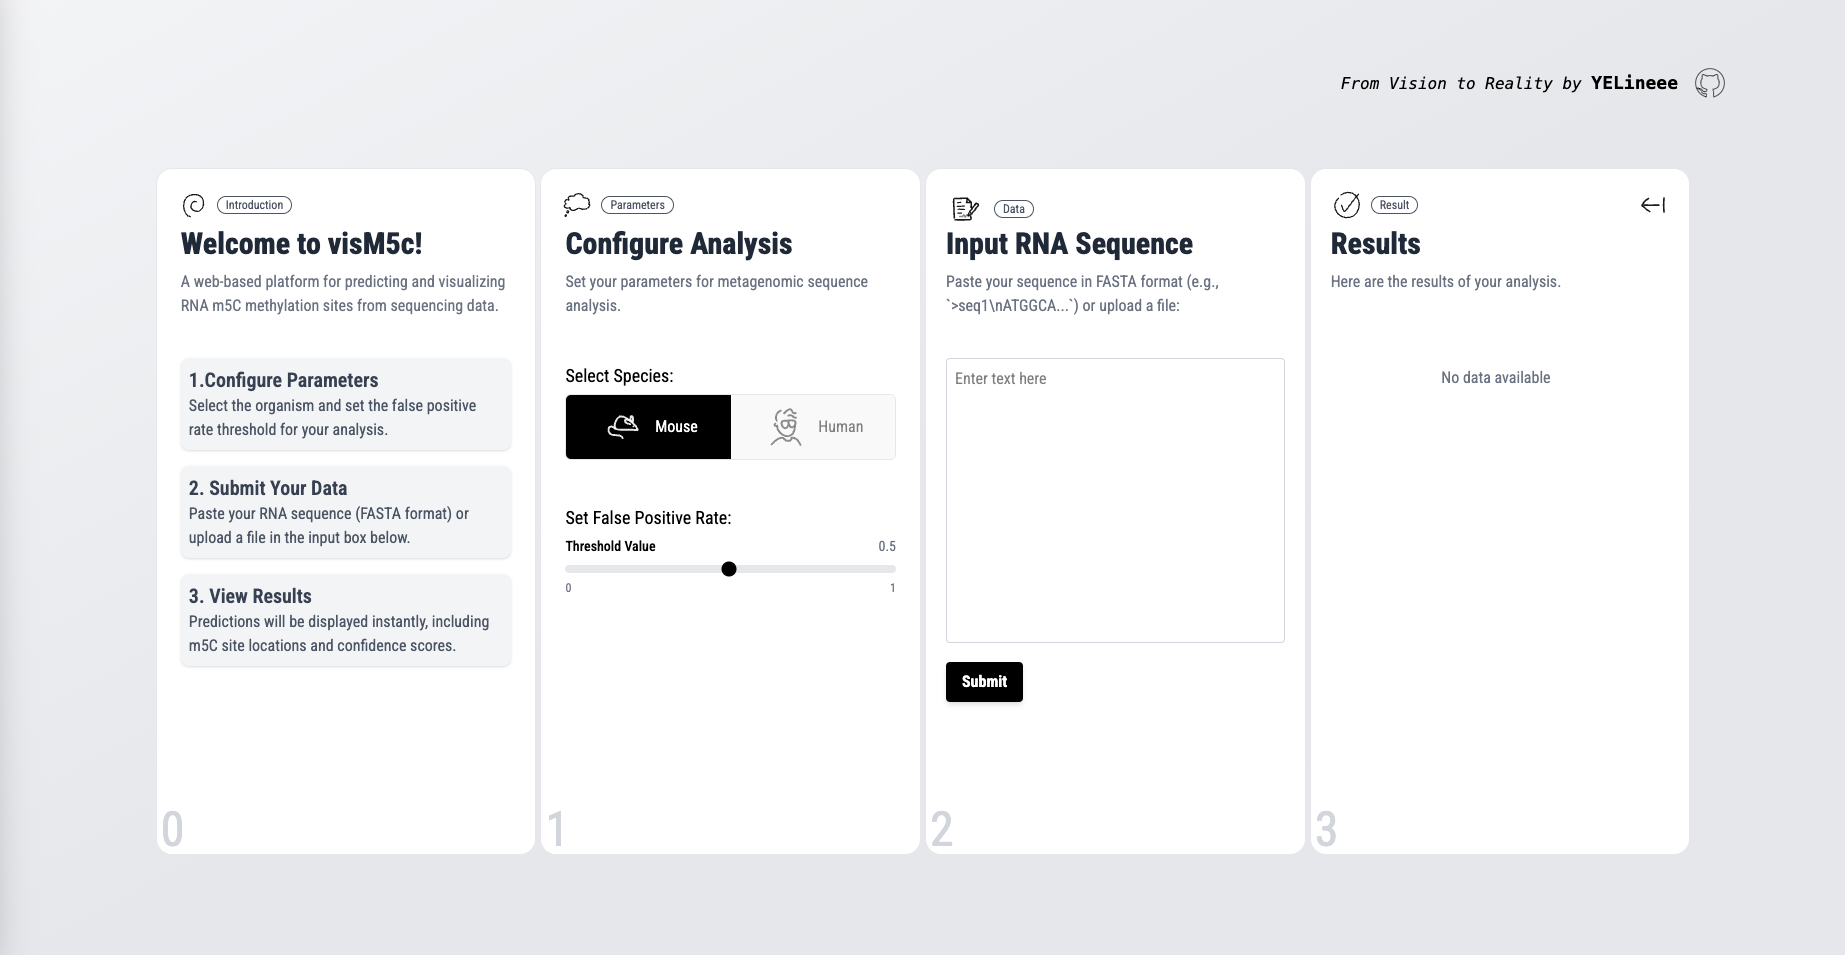 From Vision to Reality by YELineee
Introduction
Welcome to visM5c!
A web-based platform for predicting and visualizing
RNA m5C methylation sites from sequencing data.
1.Configure Parameters
Select the organism and set the false positive
rate threshold for your analysis.
2. Submit Your Data
Paste your RNA sequence (FASTA format) or
upload a file in the input box below.
3. View Results
Predictions will be displayed instantly, including
m5C site locations and confidence scores.
0
Parameters
Configure Analysis
Set your parameters for metagenomic sequence
analysis.
Select Species:
Mouse Human
Set False Positive Rate:
Threshold Value 0.5
0 1
1
Data
Input RNA Sequence
Paste your sequence in FASTA format (e.g.,
`>seq1\nATGGCA...`) or upload a file:
Enter text here
Submit
2
Result
Results
Here are the results of your analysis.
No data available
3